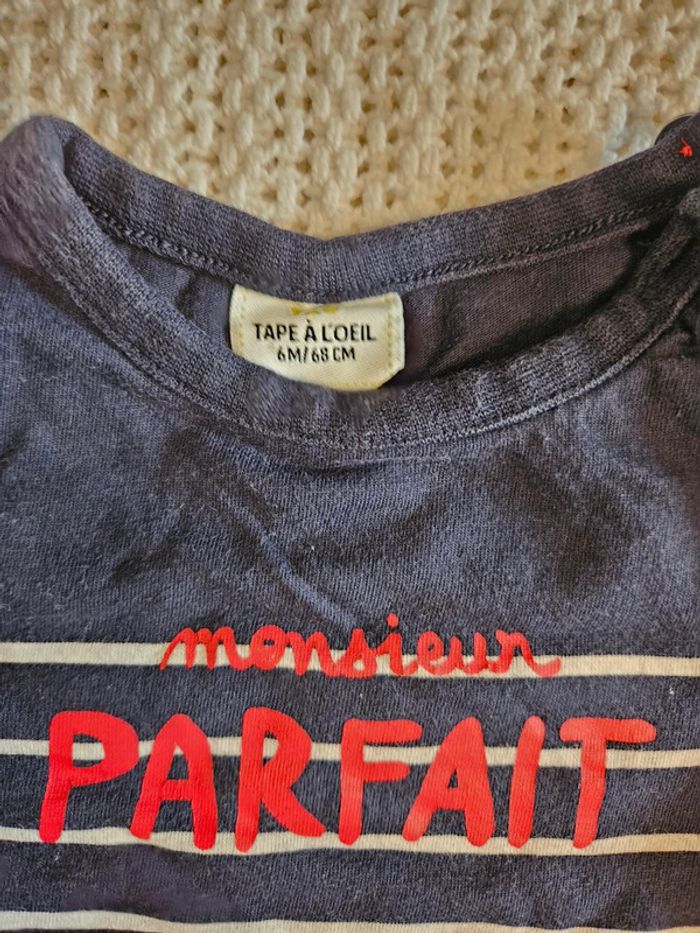 TAPE À L'OEIL
6M/68 CM
monsieur
PARFAIT